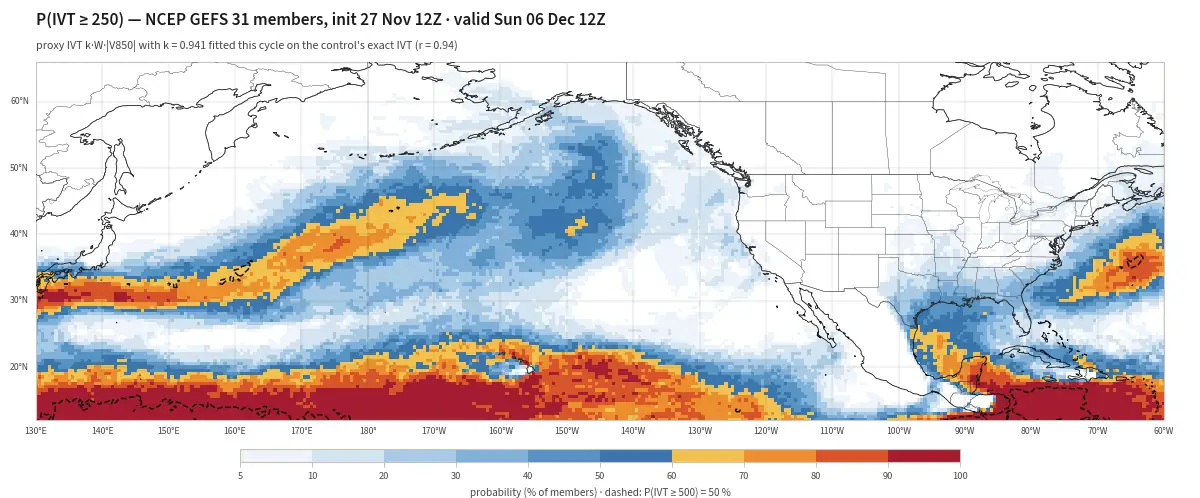 P(IVT ≥ 250) — NCEP GEFS 31 members, init 27 Nov 12Z · valid Sun 06 Dec 12Z
proxy IVT k·W·|V850| with k = 0.941 fitted this cycle on the control's exact IVT (r = 0.94)
60°N
50°N
40°N
30°N
20°N
130°E 140°E 150°E 160°E 170°E 180° 170°W 160°W 150°W 140°W 130°W 120°W 110°W 100°W 90°W 80°W 70°W 60°W
5 10 20 30 40 50 60 70 80 90 100
probability (% of members) · dashed: P(IVT ≥ 500) = 50 %